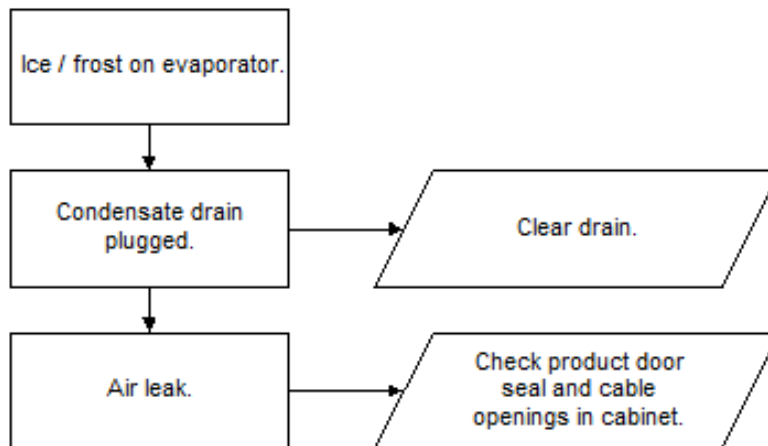 Ice / frost on evaporator.
Condensate drain
plugged.
Clear drain.
Air leak.
Check product door
seal and cable
openings in cabinet.